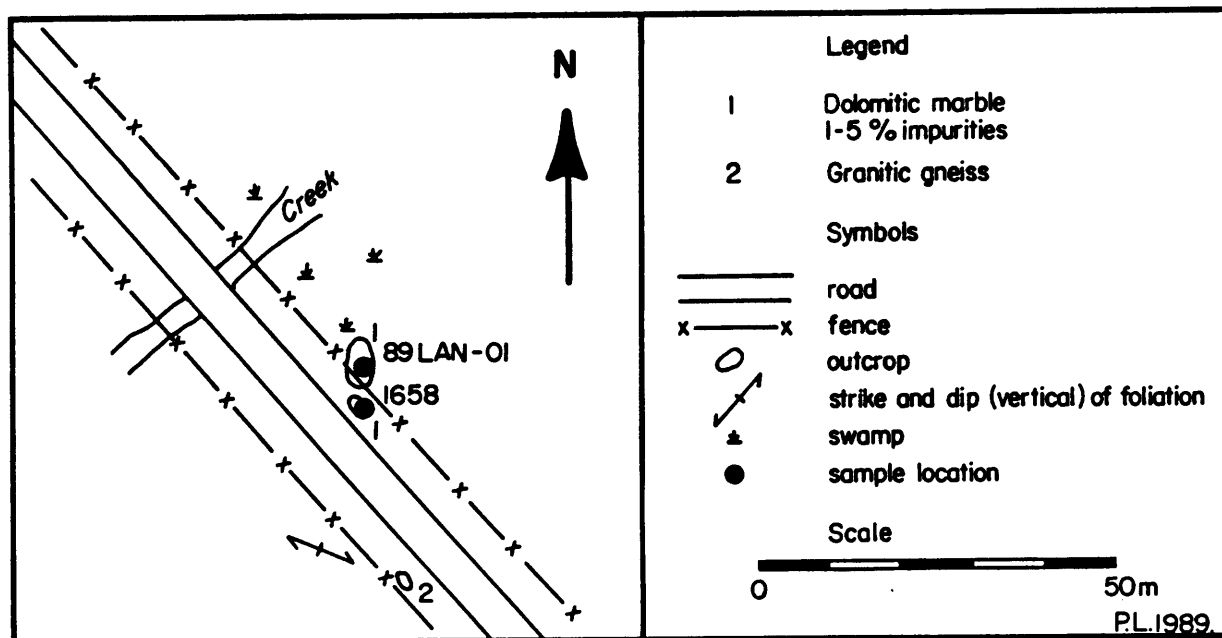 N
Creek
1
89 LAN-01
1658
1
2
Legend
1 Dolomitic marble
1-5 % impurities
2 Granitic gneiss
Symbols
road
x x fence
outcrop
strike and dip (vertical) of foliation
swamp
sample location
Scale
0 50m
P.L.1989.